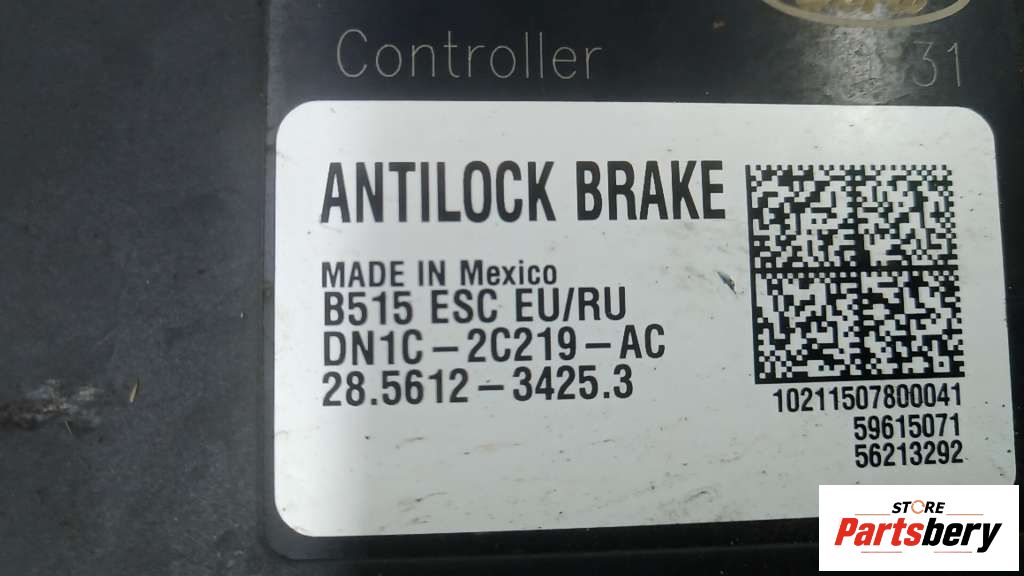 Controller
31
ANTILOCK BRAKE
MADE IN Mexico
B515 ESC EU/RU
DN1C-2C219-AC
28.5612-3425.3
10211507800041
59615071
56213292
STORE
Partsbery